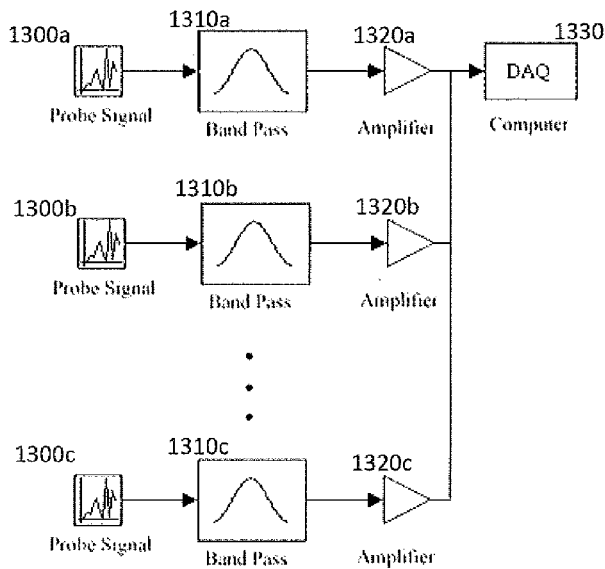 1300a
1310a
1320a
1330
DAQ
Probe Signal
Band Pass
Amplifier
Computer
1300b
1310b
1320b
Probe Signal
Band Pass
Amplifier
1300c
1310c
1320c
Probe Signal
Band Pass
Amplifier